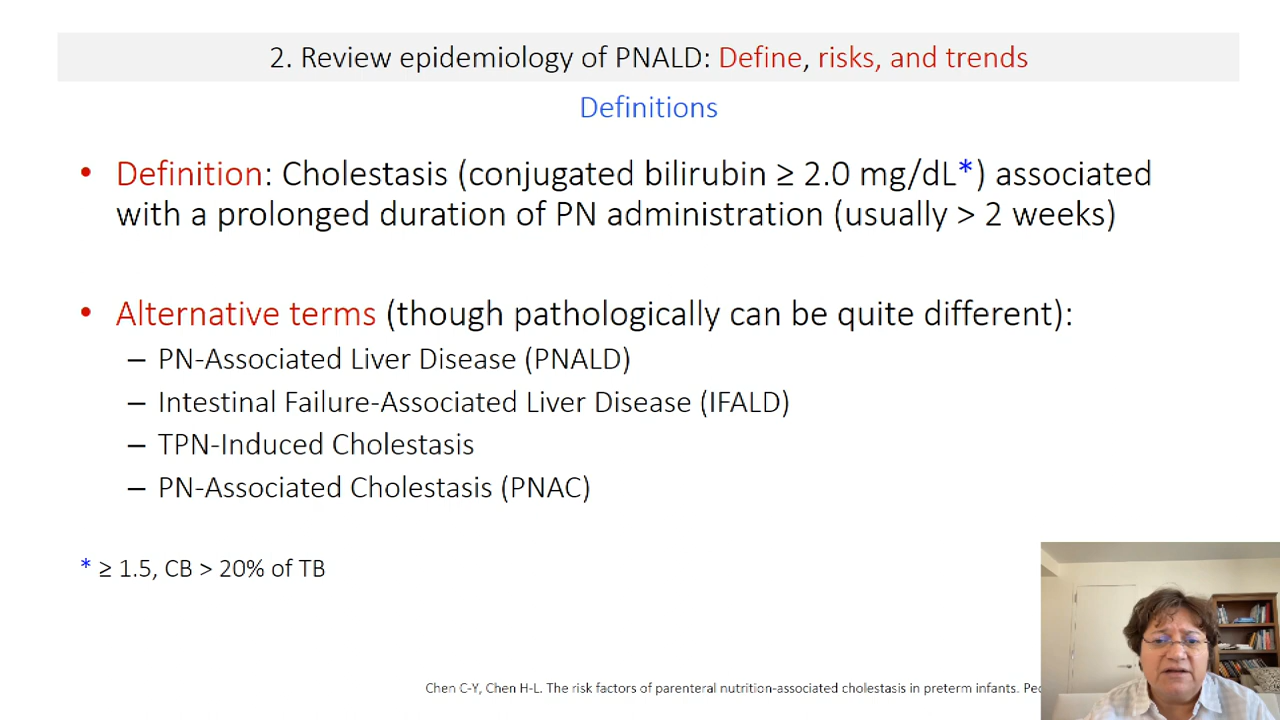 2. Review epidemiology of PNALD: Define, risks, and trends
Definitions
• Definition: Cholestasis (conjugated bilirubin ≥ 2.0 mg/dL*) associated
with a prolonged duration of PN administration (usually > 2 weeks)
• Alternative terms (though pathologically can be quite different):
– PN-Associated Liver Disease (PNALD)
– Intestinal Failure-Associated Liver Disease (IFALD)
– TPN-Induced Cholestasis
– PN-Associated Cholestasis (PNAC)
* ≥ 1.5, CB > 20% of TB
Chen C-Y, Chen H-L. The risk factors of parenteral nutrition-associated cholestasis in preterm infants.